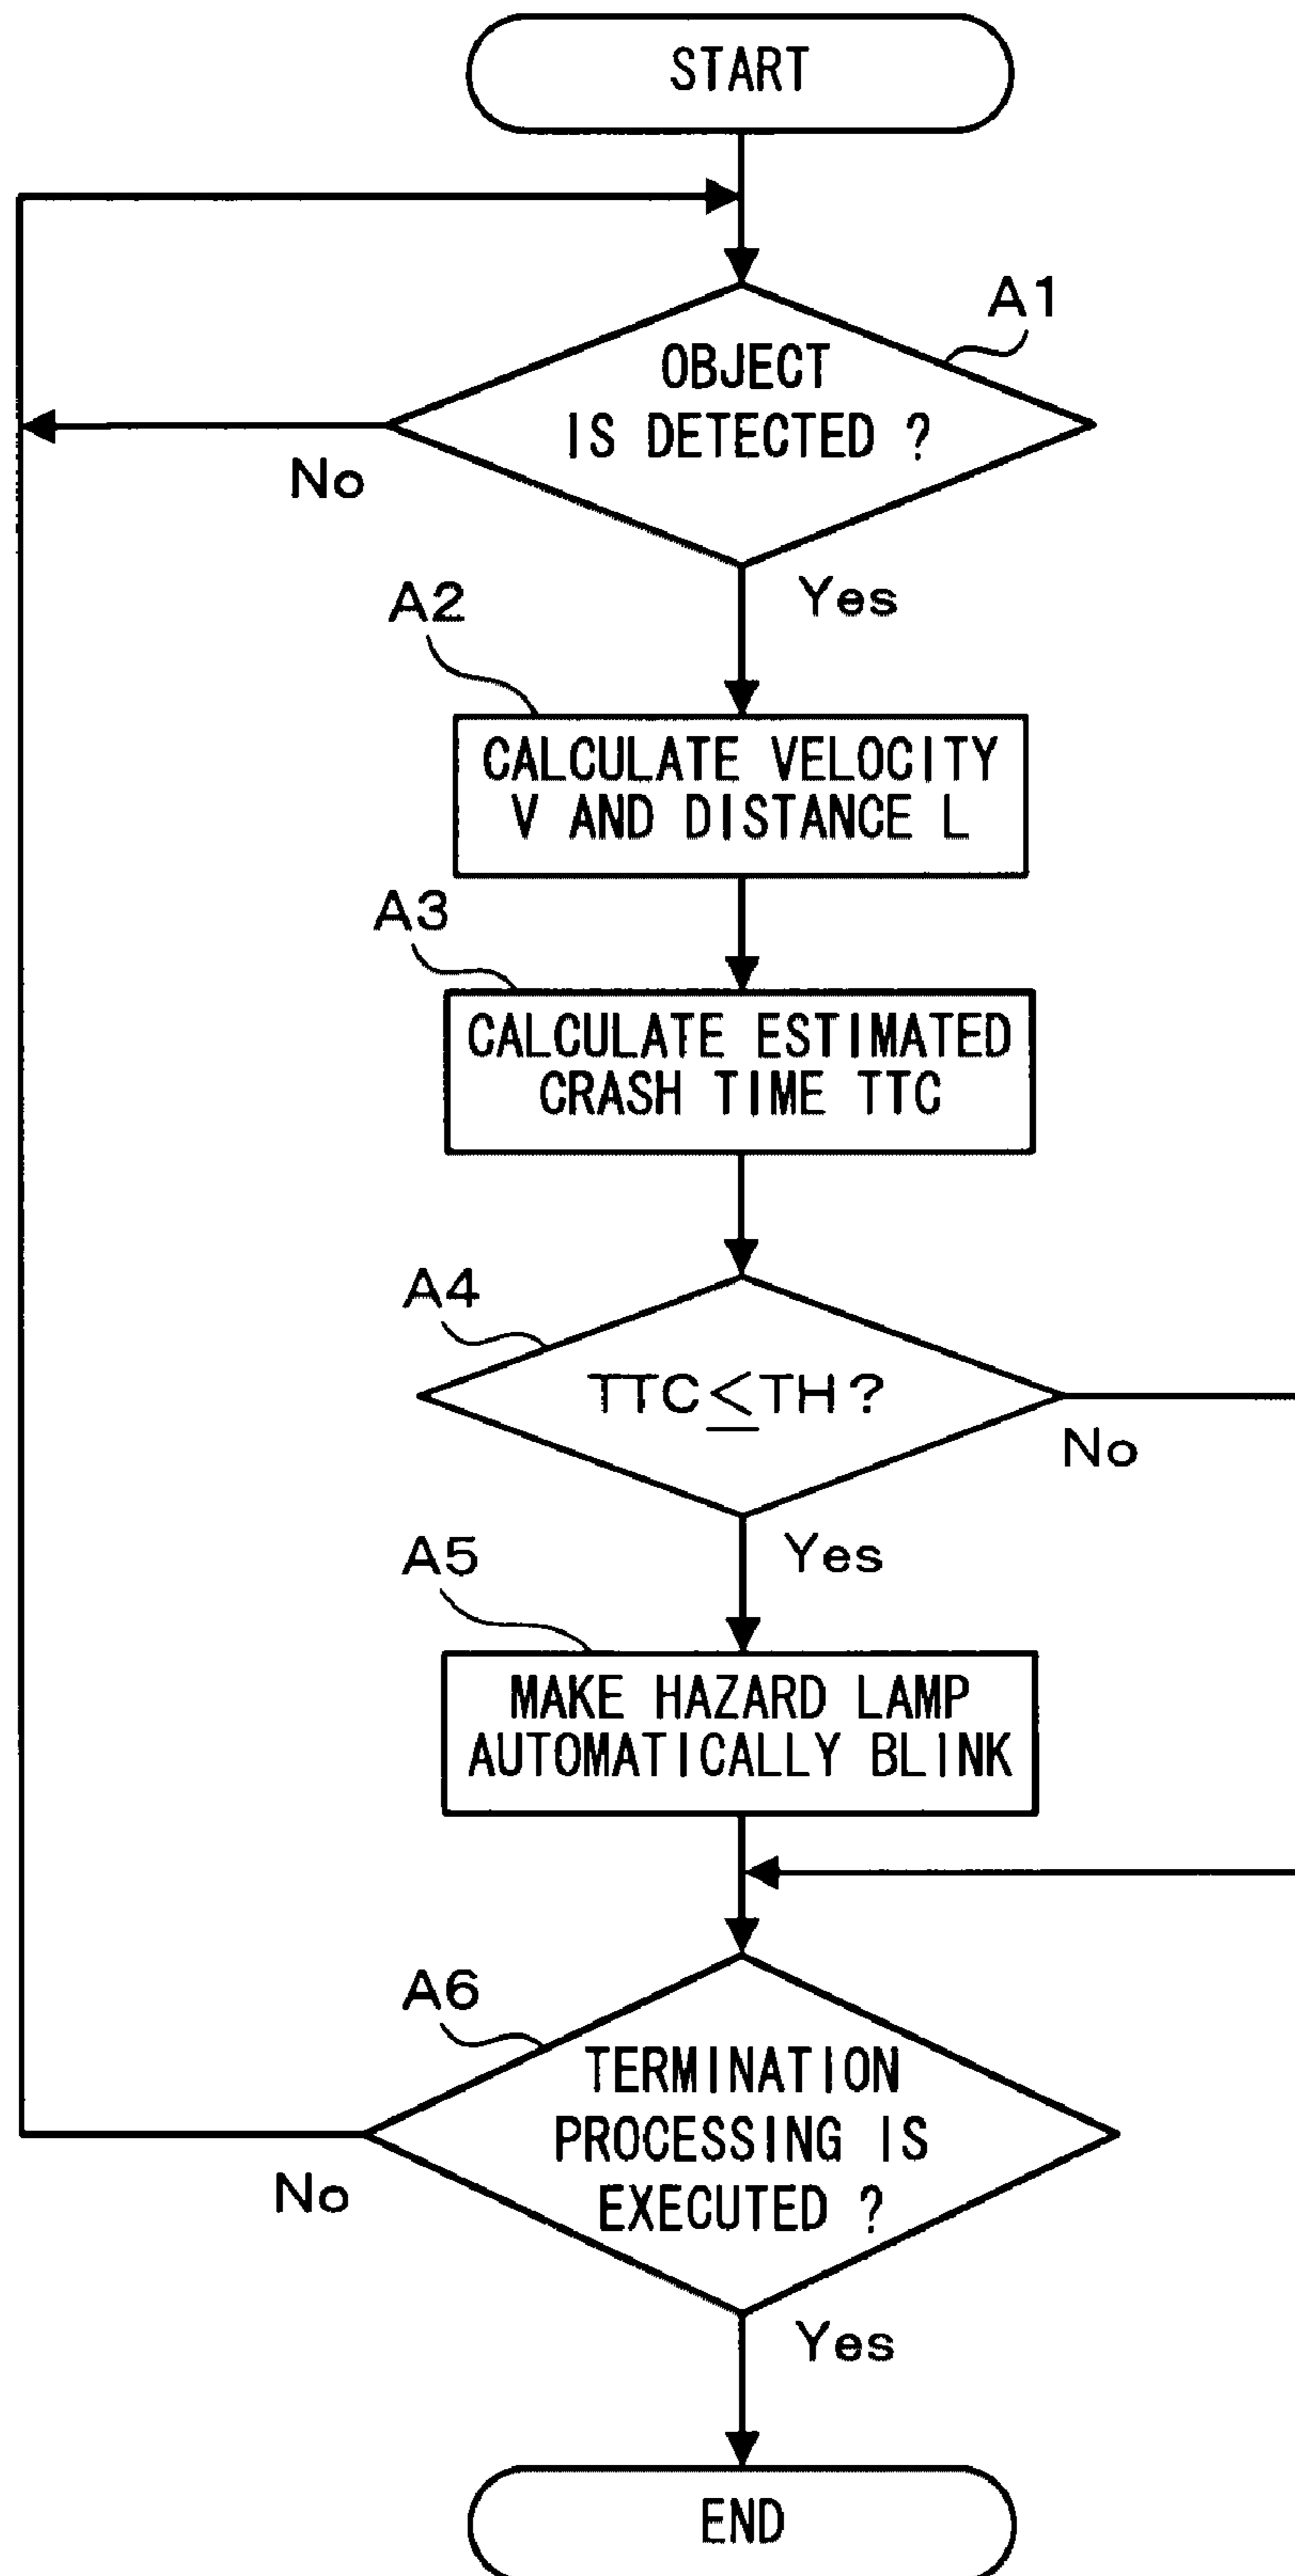 START
A1
OBJECT
IS DETECTED ?
No
Yes
A2
CALCULATE VELOCITY
V AND DISTANCE L
A3
CALCULATE ESTIMATED
CRASH TIME TTC
A4
TTC≤TH?
No
Yes
A5
MAKE HAZARD LAMP
AUTOMATICALLY BLINK
A6
TERMINATION
PROCESSING IS
EXECUTED ?
No
Yes
END